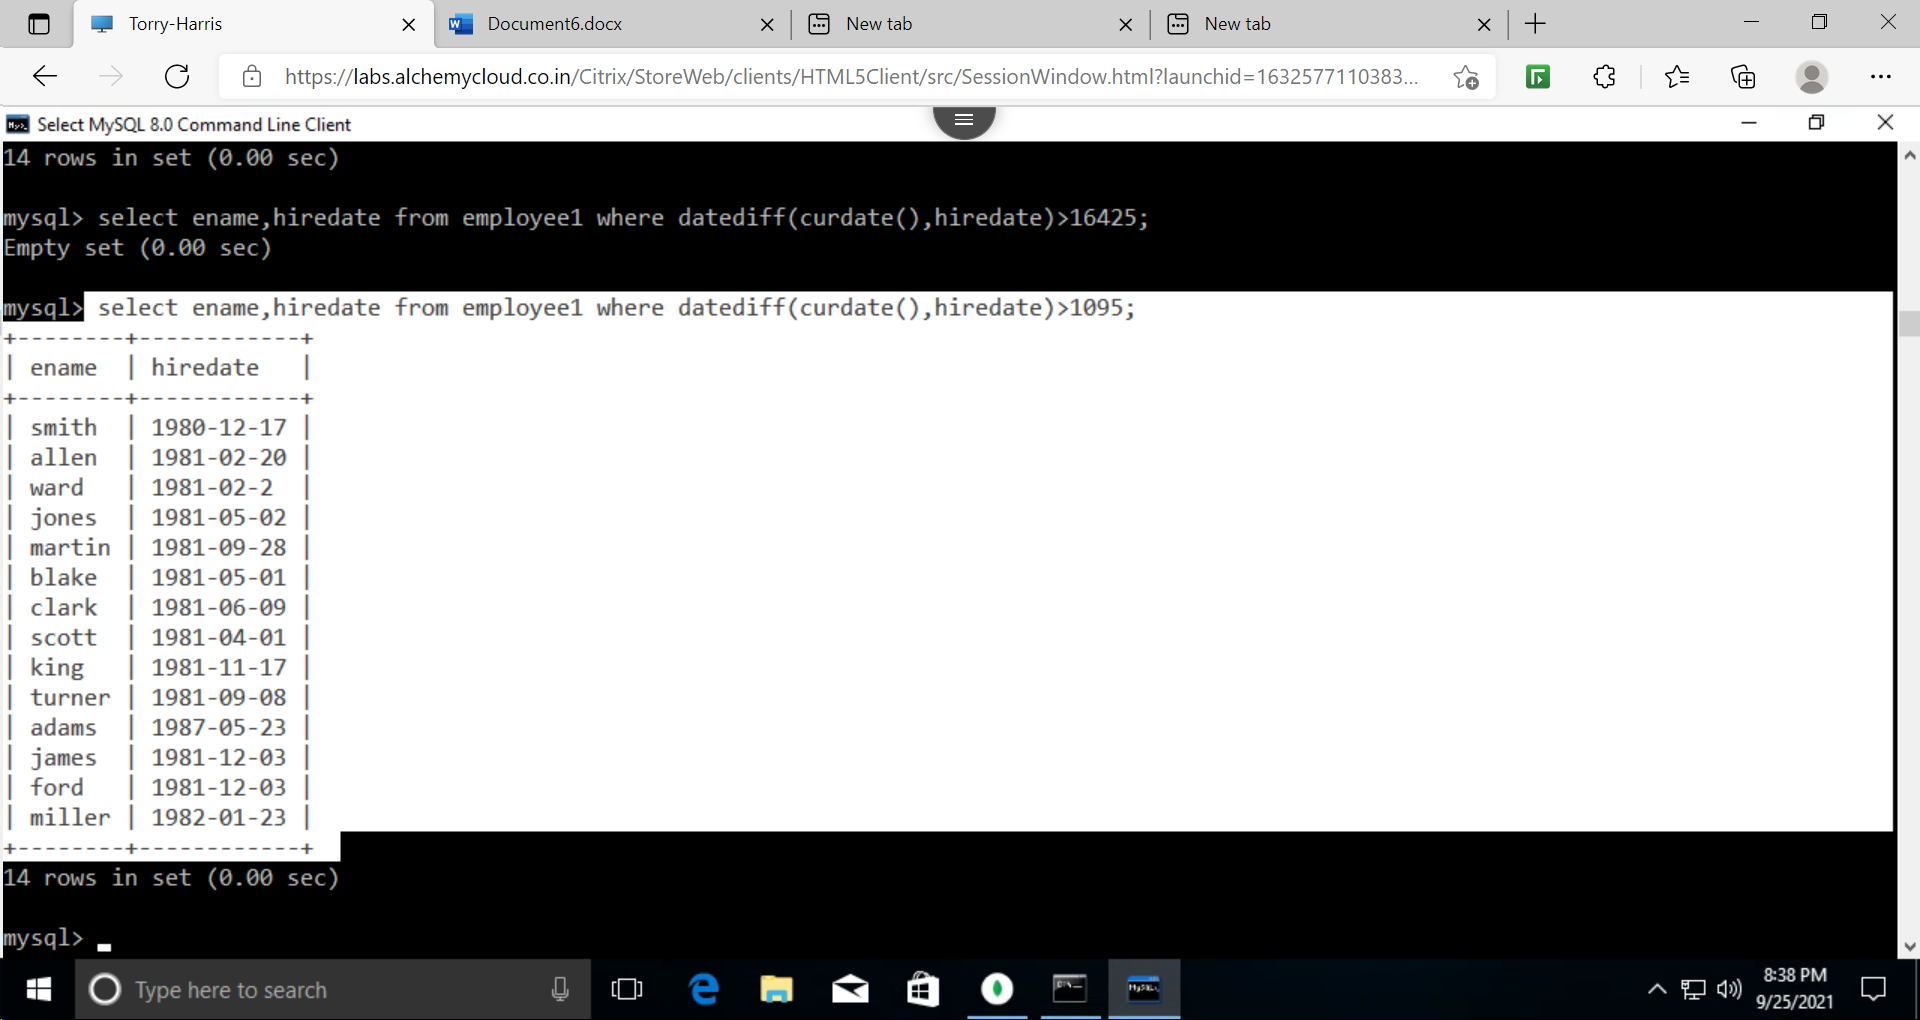 Torry-Harris
Document6.docx
New tab
New tab
https://labs.alchemycloud.co.in/Citrix/StoreWeb/clients/HTML5Client/src/SessionWindow.html?launchid=1632577110383...
Select MySQL 8.0 Command Line Client
14 rows in set (0.00 sec)
mysql> select ename,hiredate from employee1 where datediff(curdate(),hiredate)>16425;
Empty set (0.00 sec)
mysql> select ename,hiredate from employee1 where datediff(curdate(),hiredate)>1095;
+--------+------------+
| ename  | hiredate   |
+--------+------------+
| smith  | 1980-12-17 |
| allen  | 1981-02-20 |
| ward   | 1981-02-2  |
| jones  | 1981-05-02 |
| martin | 1981-09-28 |
| blake  | 1981-05-01 |
| clark  | 1981-06-09 |
| scott  | 1981-04-01 |
| king   | 1981-11-17 |
| turner | 1981-09-08 |
| adams  | 1987-05-23 |
| james  | 1981-12-03 |
| ford   | 1981-12-03 |
| miller | 1982-01-23 |
+--------+------------+
14 rows in set (0.00 sec)
mysql>
Type here to search
8:38 PM
9/25/2021